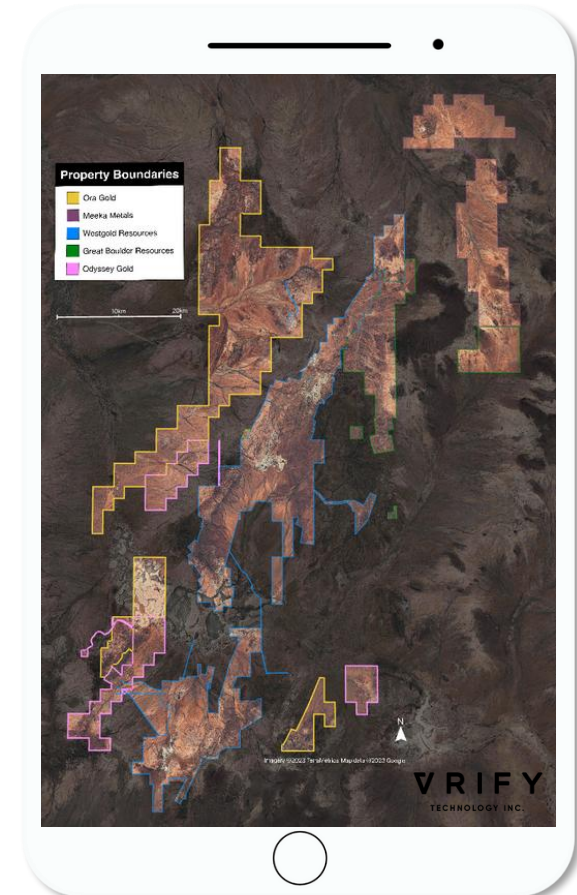 Property Boundaries
Ora Gold
Meeka Metals
Westgold Resources
Great Boulder Resources
Odyssey Gold
10km 20km
N
Imagery ©2023 TerraMetrics, Map data ©2023 Google
VRIFY
TECHNOLOGY INC.